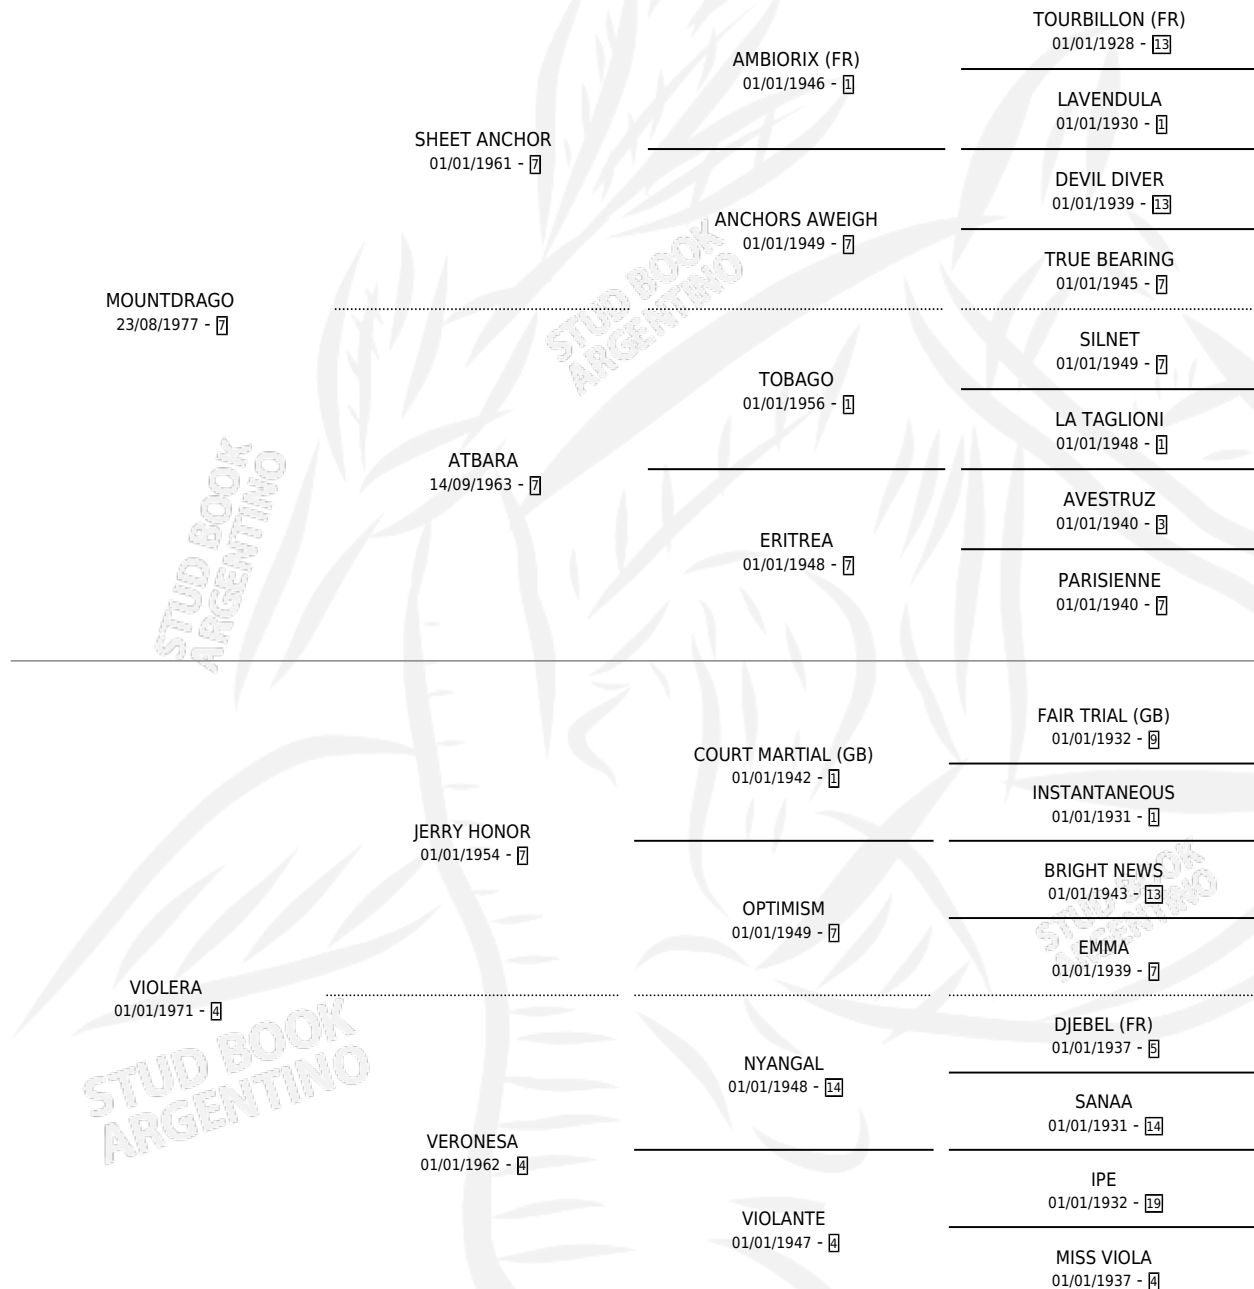 TOURBILLON (FR)
01/01/1928 - 13
AMBIORIX (FR)
01/01/1946 - 1
LAVENDULA
01/01/1930 - 1
SHEET ANCHOR
01/01/1961 - 7
DEVIL DIVER
01/01/1939 - 13
ANCHORS AWEIGH
01/01/1949 - 7
TRUE BEARING
01/01/1945 - 7
MOUNTDRAGO
23/08/1977 - 7
STUD BOOK
ARGENTINO
SILNET
01/01/1949 - 7
TOBAGO
01/01/1956 - 1
LA TAGLIONI
01/01/1948 - 1
ATBARA
14/09/1963 - 7
AVESTRUZ
01/01/1940 - 3
ERITREA
01/01/1948 - 7
PARISIENNE
01/01/1940 - 7
STUD BOOK
ARGENTINO
FAIR TRIAL (GB)
01/01/1932 - 9
COURT MARTIAL (GB)
01/01/1942 - 1
INSTANTANEOUS
01/01/1931 - 1
JERRY HONOR
01/01/1954 - 7
BRIGHT NEWS
01/01/1943 - 13
OPTIMISM
01/01/1949 - 7
STUD BOOK
ARGENTINO
EMMA
01/01/1939 - 7
VIOLERA
01/01/1971 - 4
DJEBEL (FR)
01/01/1937 - 5
NYANGAL
01/01/1948 - 14
STUD BOOK
ARGENTINO
SANAA
01/01/1931 - 14
VERONESA
01/01/1962 - 4
IPE
01/01/1932 - 19
VIOLANTE
01/01/1947 - 4
MISS VIOLA
01/01/1937 - 4